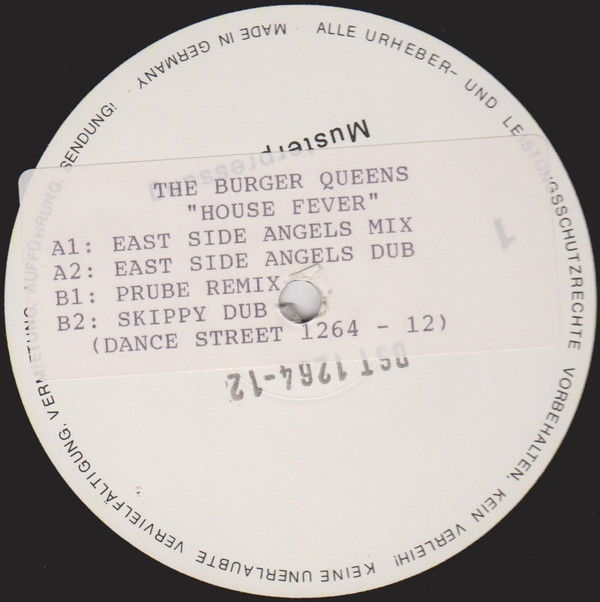 MADE IN GERMANY · ALLE URHEBER- UND LEISTUNGSSCHUTZRECHTE VORBEHALTEN. KEIN VERLEIH! KEINE UNERLAUBTE VERVIELFÄLTIGUNG, VERMIETUNG, AUFFÜHRUNG, SENDUNG!
Musterpressung
1
THE BURGER QUEENS
"HOUSE FEVER"
A1: EAST SIDE ANGELS MIX
A2: EAST SIDE ANGELS DUB
B1: PRUBE REMIX
B2: SKIPPY DUB
(DANCE STREET 1264 - 12)
DST 1264-12